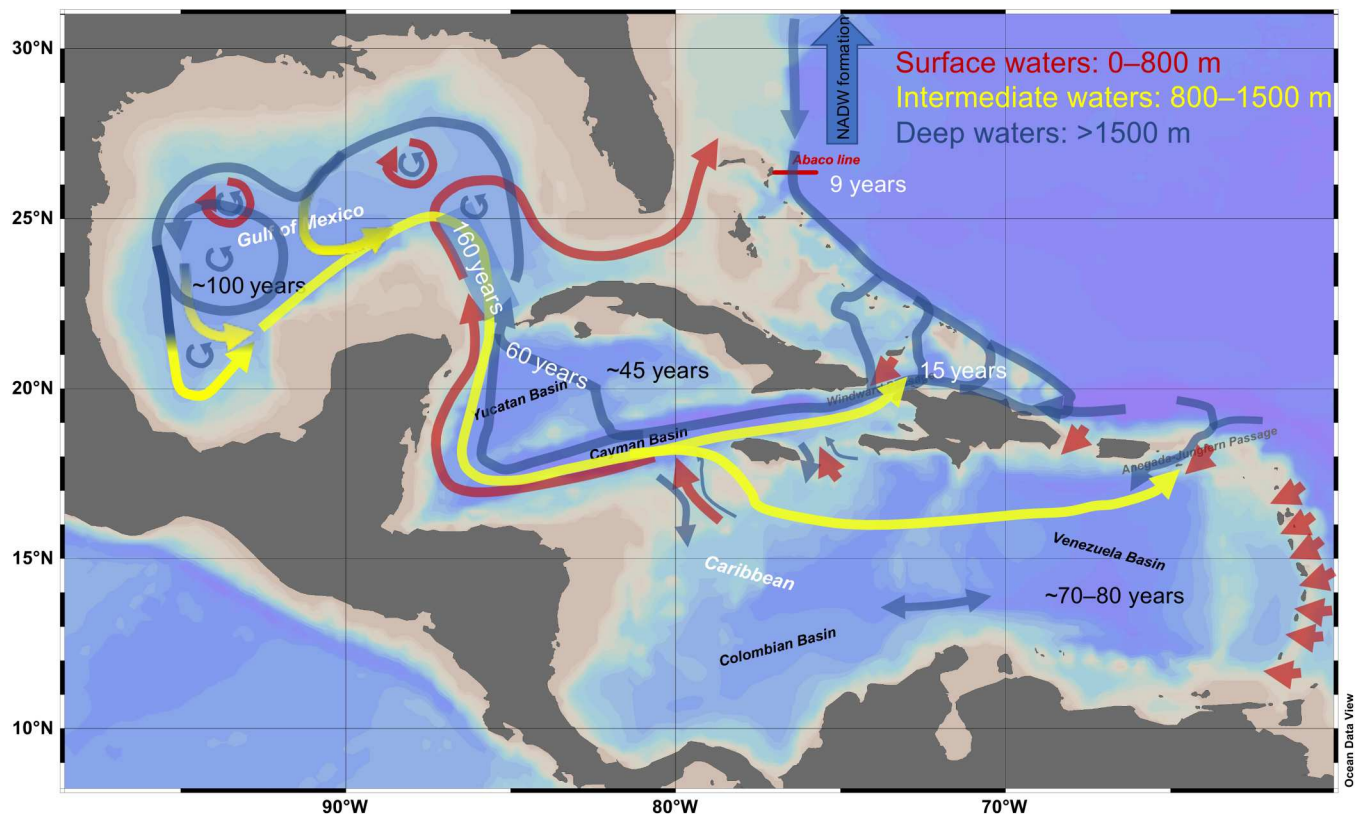 30°N
25°N
20°N
15°N
10°N
90°W
80°W
70°W
NADW formation
Surface waters: 0–800 m
Intermediate waters: 800–1500 m
Deep waters: >1500 m
Abaco line
9 years
Gulf of Mexico
~100 years
160 years
60 years
~45 years
15 years
Yucatan Basin
Cayman Basin
Anegada-Jungfern Passage
Caribbean
Venezuela Basin
~70–80 years
Colombian Basin
Ocean Data View